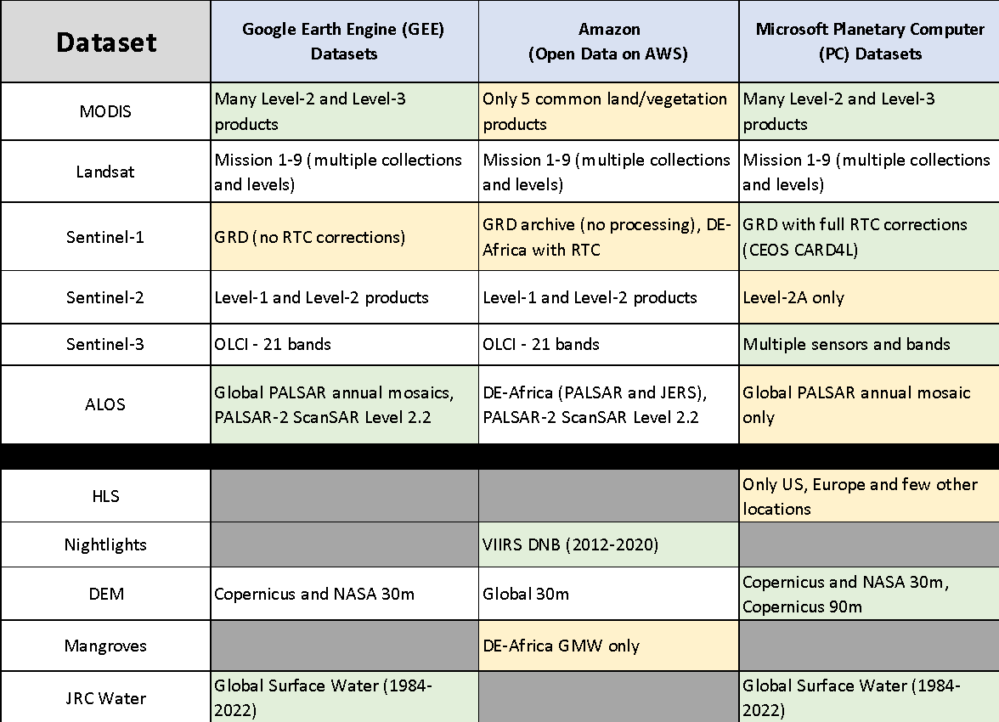 Dataset
Google Earth Engine (GEE)
Datasets
Amazon
(Open Data on AWS)
Microsoft Planetary Computer
(PC) Datasets
MODIS
Many Level-2 and Level-3
products
Only 5 common land/vegetation
products
Many Level-2 and Level-3
products
Landsat
Mission 1-9 (multiple collections
and levels)
Mission 1-9 (multiple collections
and levels)
Mission 1-9 (multiple collections
and levels)
Sentinel-1
GRD (no RTC corrections)
GRD archive (no processing), DE-
Africa with RTC
GRD with full RTC corrections
(CEOS CARD4L)
Sentinel-2
Level-1 and Level-2 products
Level-1 and Level-2 products
Level-2A only
Sentinel-3
OLCI - 21 bands
OLCI - 21 bands
Multiple sensors and bands
ALOS
Global PALSAR annual mosaics,
PALSAR-2 ScanSAR Level 2.2
DE-Africa (PALSAR and JERS),
PALSAR-2 ScanSAR Level 2.2
Global PALSAR annual mosaic
only
HLS
Only US, Europe and few other
locations
Nightlights
VIIRS DNB (2012-2020)
DEM
Copernicus and NASA 30m
Global 30m
Copernicus and NASA 30m,
Copernicus 90m
Mangroves
DE-Africa GMW only
JRC Water
Global Surface Water (1984-
2022)
Global Surface Water (1984-
2022)